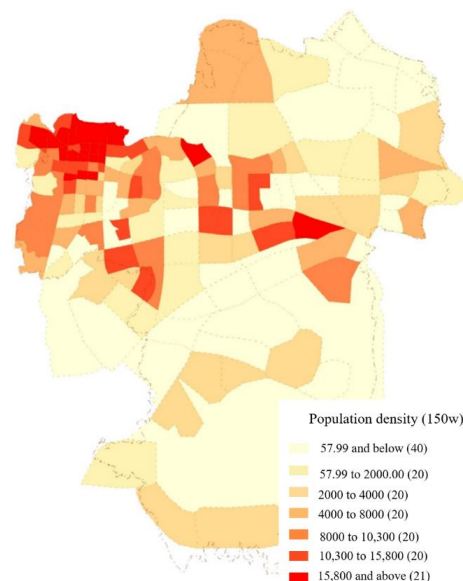 Population density (150w)
57.99 and below (40)
57.99 to 2000.00 (20)
2000 to 4000 (20)
4000 to 8000 (20)
8000 to 10,300 (20)
10,300 to 15,800 (20)
15,800 and above (21)